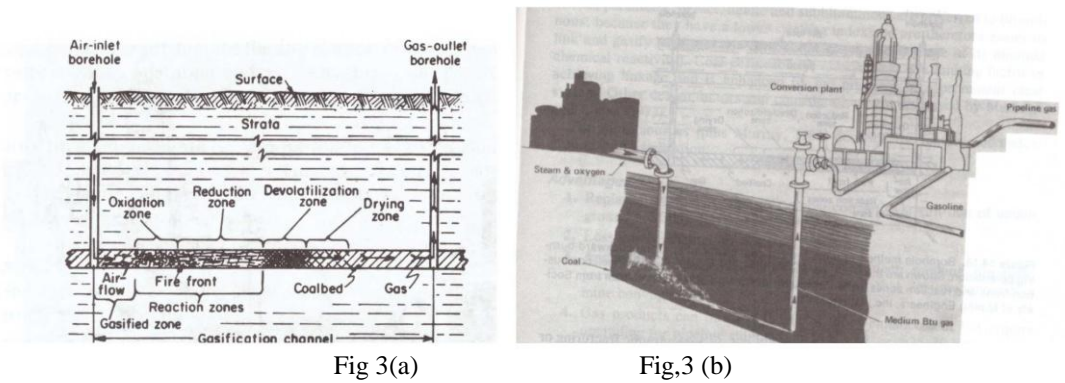 Air-inlet
borehole
Gas-outlet
borehole
Surface
Strata
Oxidation
zone
Reduction
zone
Devolatilization
zone
Drying
zone
Air-
flow
Fire front
Coalbed
Gas
Reaction zones
Gasified zone
Gasification channel
Fig 3(a)
Conversion plant
Pipeline gas
Steam & oxygen
Gasoline
Coal
Medium Btu gas
Fig,3 (b)